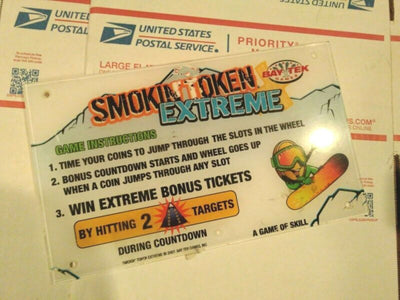 UNITED STATES
POSTAL SERVICE
UNITED STATES
POSTAL SERVICE
PRIORITY
LARGE FL
SMOKIN TOKEN
EXTREME
BAY TEK
GAME INSTRUCTIONS
1. TIME YOUR COINS TO JUMP THROUGH THE SLOTS IN THE WHEEL
2. BONUS COUNTDOWN STARTS AND WHEEL GOES UP
WHEN A COIN JUMPS THROUGH ANY SLOT
3. WIN EXTREME BONUS TICKETS
BY HITTING 2 TARGETS
DURING COUNTDOWN
A GAME OF SKILL